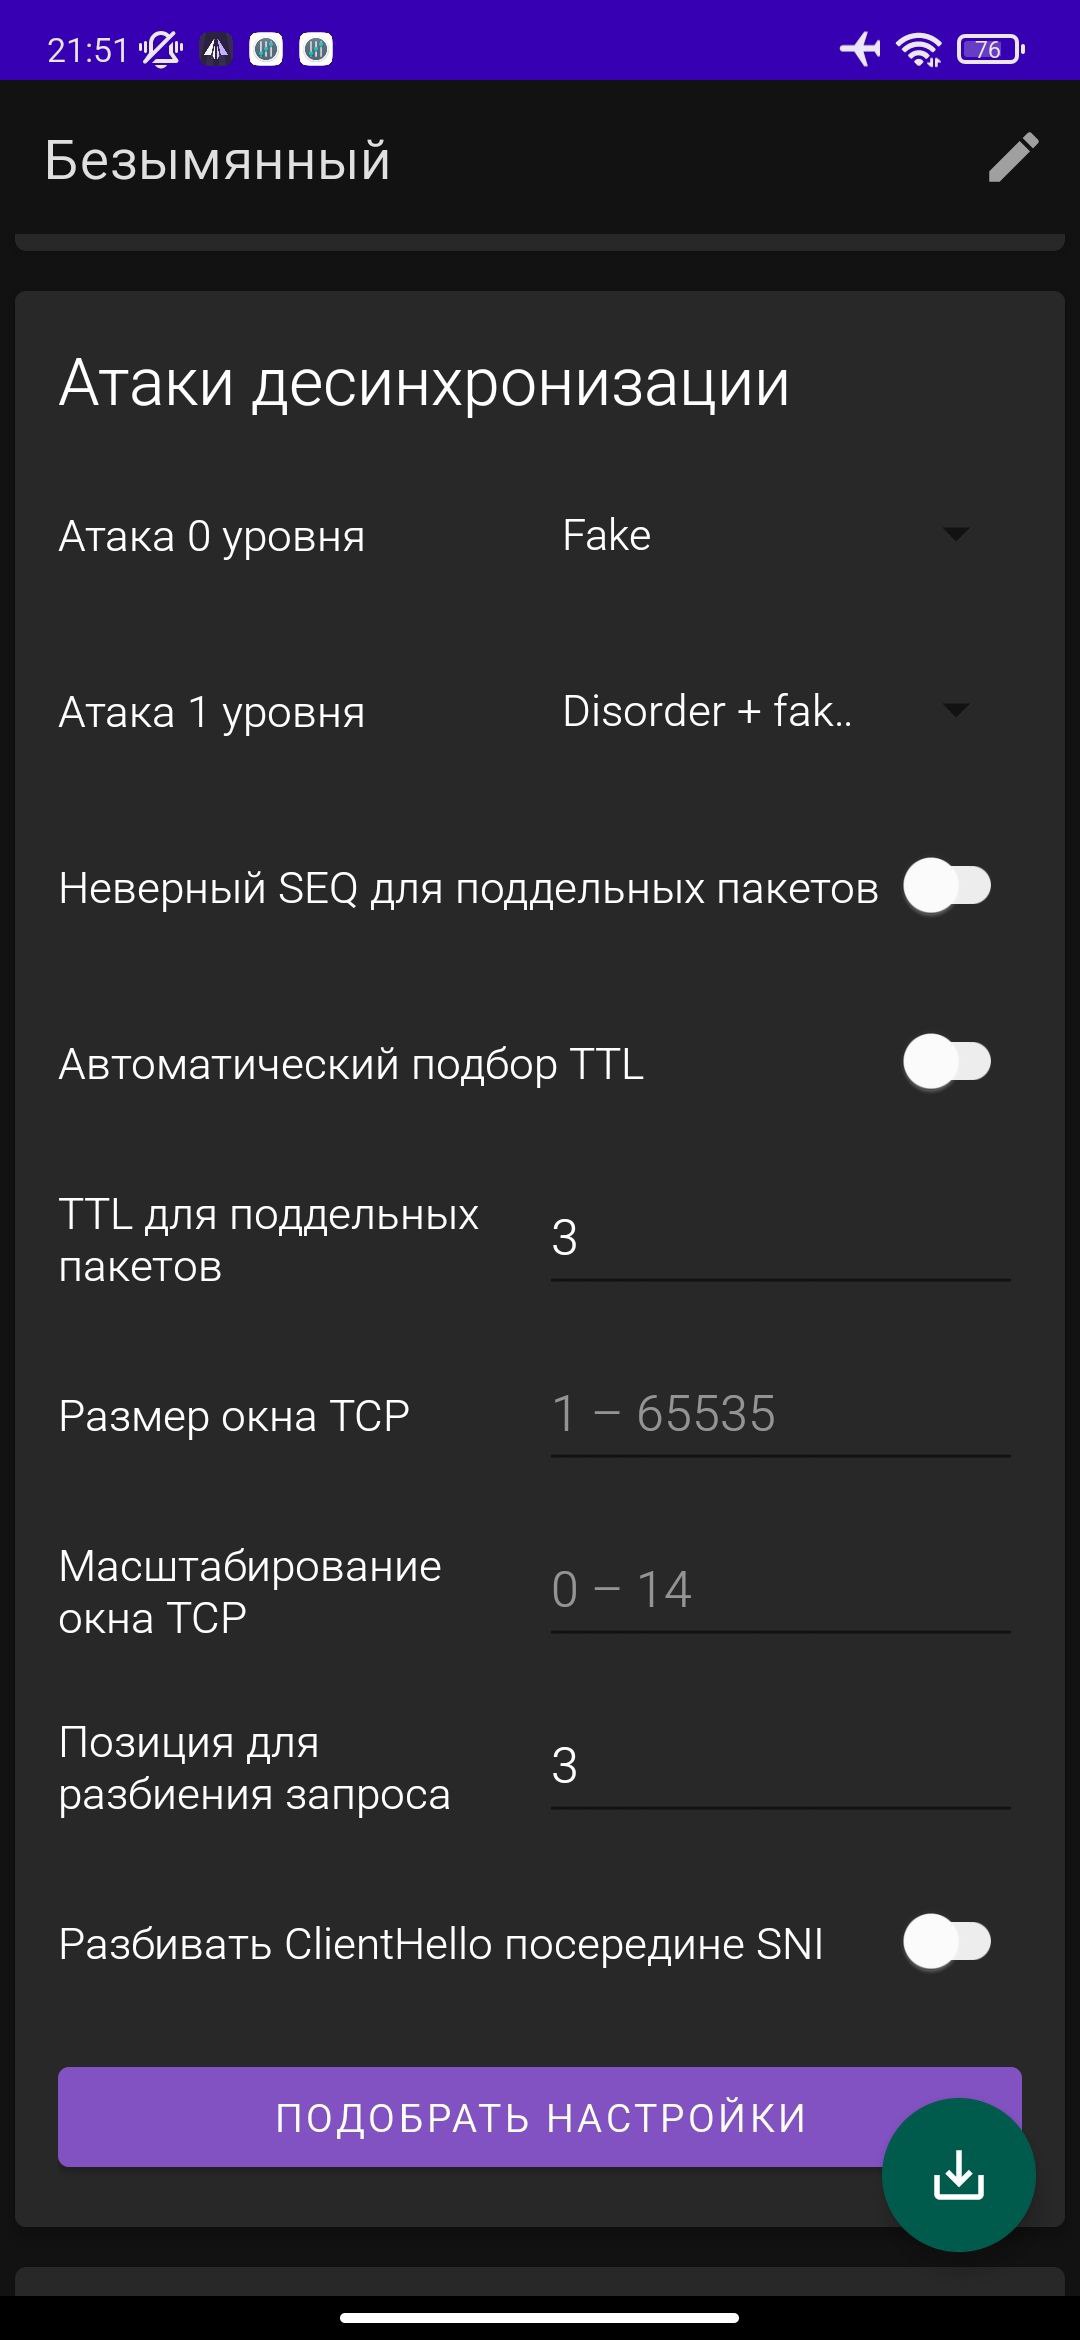 21:51
76
Безымянный
Атаки десинхронизации
Атака 0 уровня
Fake
Атака 1 уровня
Disorder + fak..
Неверный SEQ для поддельных пакетов
Автоматический подбор TTL
TTL для поддельных
пакетов
3
Размер окна TCP
1 – 65535
Масштабирование
окна TCP
0 – 14
Позиция для
разбиения запроса
3
Разбивать ClientHello посередине SNI
ПОДОБРАТЬ НАСТРОЙКИ